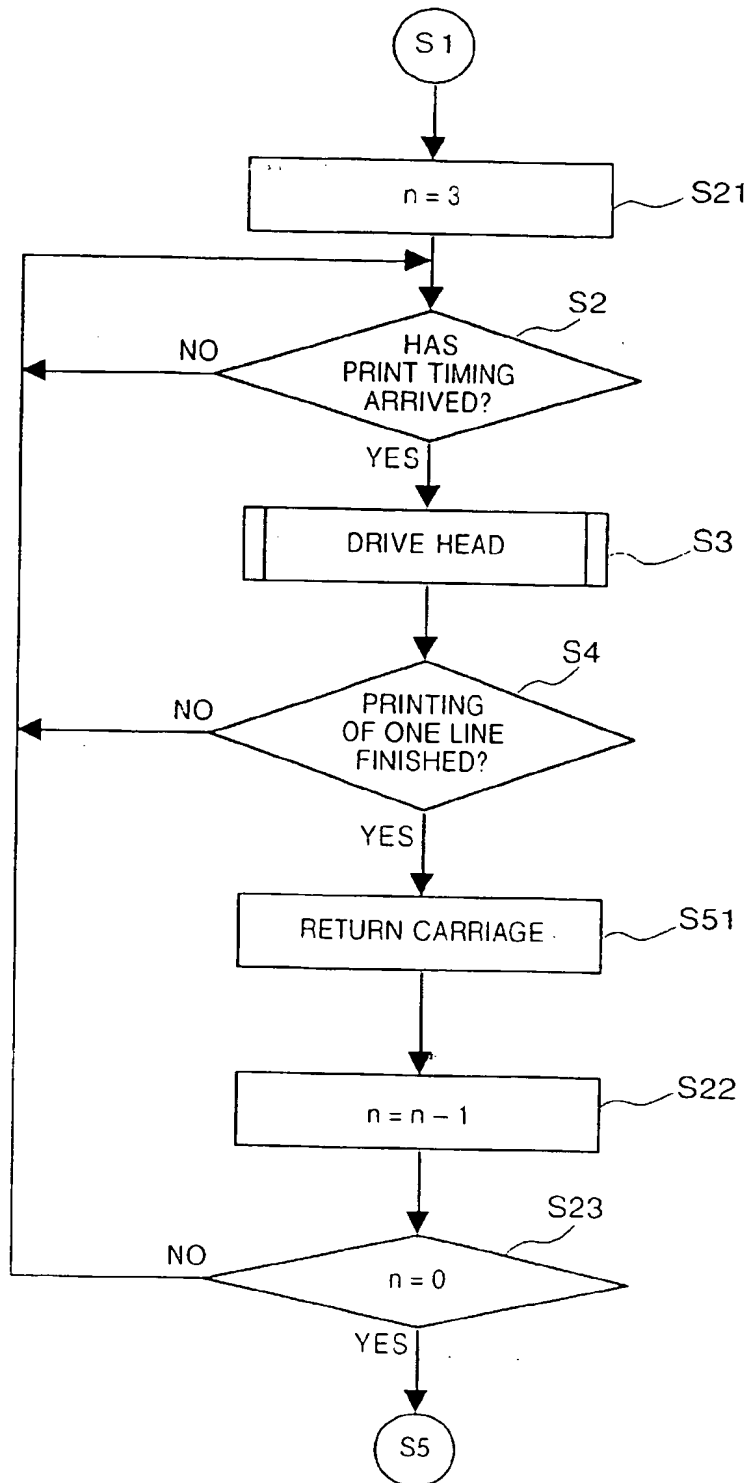 S1
n = 3
S21
S2
HAS
PRINT TIMING
ARRIVED?
NO
YES
DRIVE HEAD
S3
S4
PRINTING
OF ONE LINE
FINISHED?
NO
YES
RETURN CARRIAGE
S51
n = n - 1
S22
S23
n = 0
NO
YES
S5